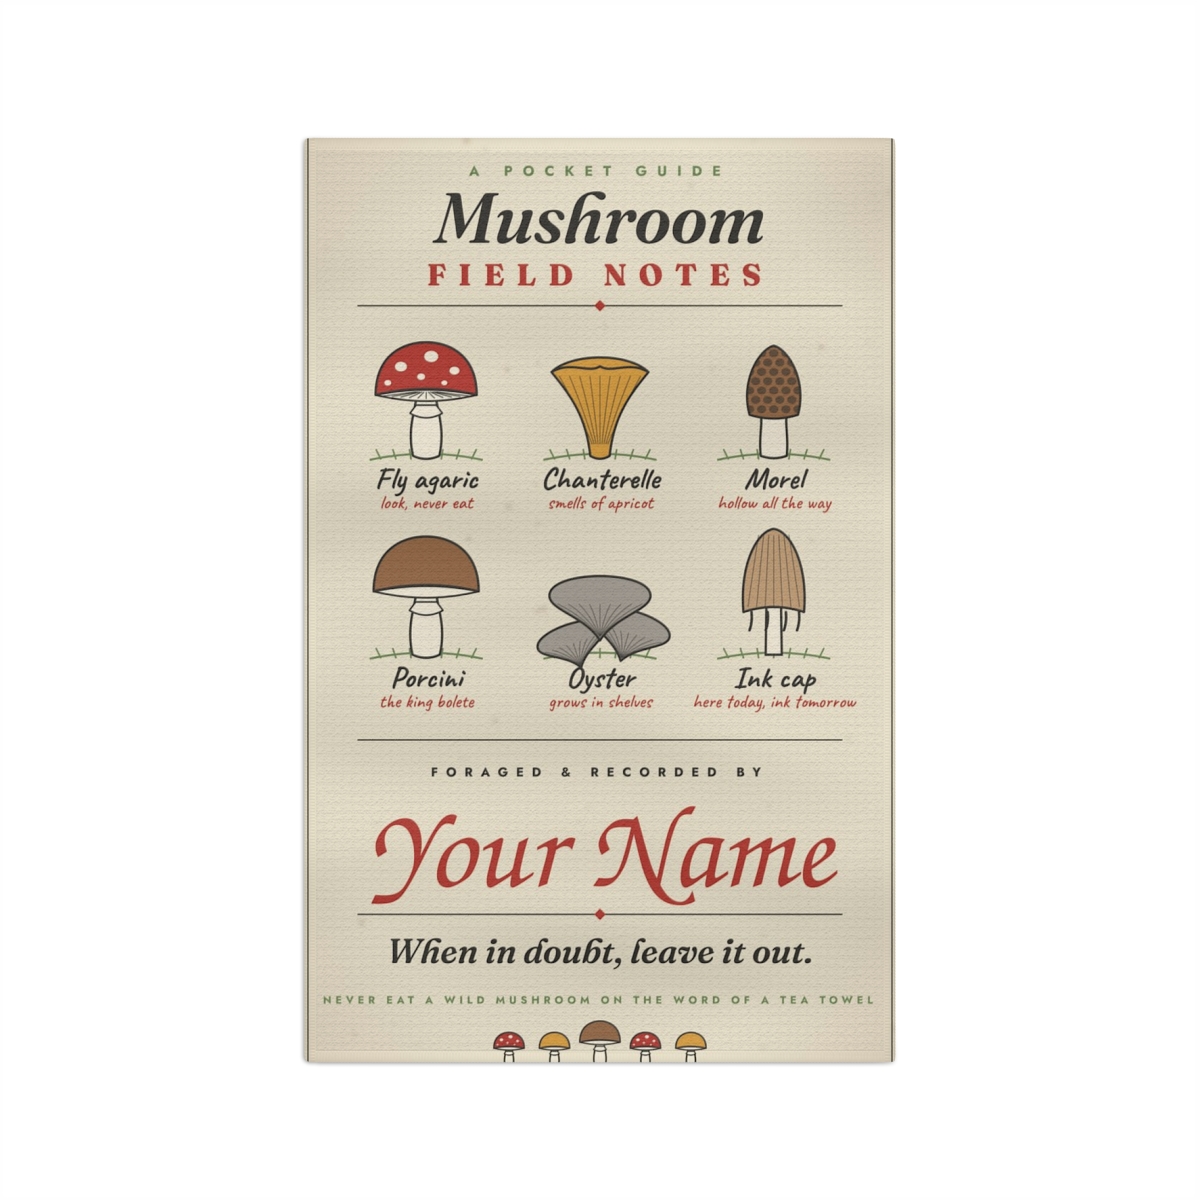 A POCKET GUIDE
Mushroom
FIELD NOTES
Fly agaric
look, never eat
Chanterelle
smells of apricot
Morel
hollow all the way
Porcini
the king bolete
Oyster
grows in shelves
Ink cap
here today, ink tomorrow
FORAGED & RECORDED BY
Your Name
When in doubt, leave it out.
NEVER EAT A WILD MUSHROOM ON THE WORD OF A TEA TOWEL